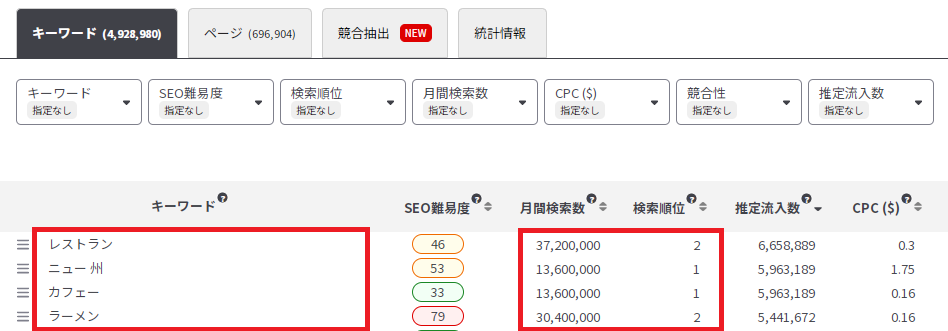 キーワード (4,928,980) ページ (696,904) 競合抽出 NEW 統計情報
キーワード SEO難易度 検索順位 月間検索数 CPC ($) 競合性 推定流入数
指定なし 指定なし 指定なし 指定なし 指定なし 指定なし 指定なし
キーワード SEO難易度 月間検索数 検索順位 推定流入数 CPC ($)
レストラン 46 37,200,000 2 6,658,889 0.3
ニュー 州 53 13,600,000 1 5,963,189 1.75
カフェー 33 13,600,000 1 5,963,189 0.16
ラーメン 79 30,400,000 2 5,441,672 0.16